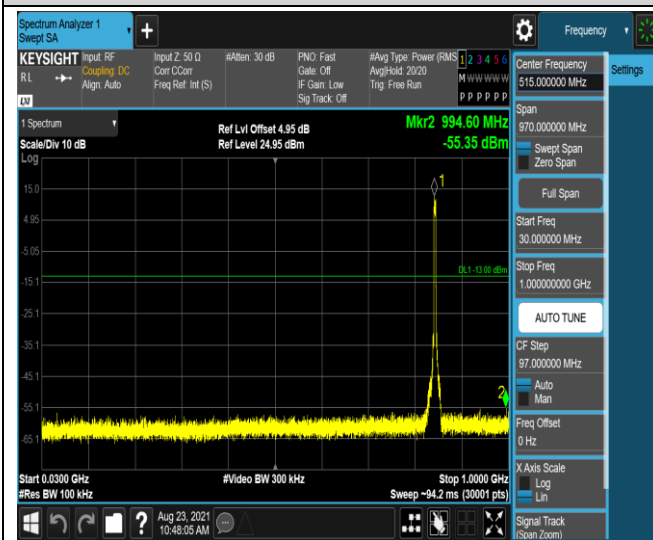 Spectrum Analyzer 1
Swept SA
+
Frequency
KEYSIGHT
RL
LXI
Input: RF
Coupling: DC
Align: Auto
Input Z: 50 Ω
Corr CCorr
Freq Ref: Int (S)
#Atten: 30 dB
PNO: Fast
Gate: Off
IF Gain: Low
Sig Track: Off
#Avg Type: Power (RMS
Avg|Hold: 20/20
Trig: Free Run
1 2 3 4 5 6
M W W W W W
P P P P P P
Center Frequency
515.000000 MHz
Settings
Span
970.000000 MHz
Swept Span
Zero Span
Full Span
Start Freq
30.000000 MHz
Stop Freq
1.000000000 GHz
AUTO TUNE
CF Step
97.000000 MHz
Auto
Man
Freq Offset
0 Hz
X Axis Scale
Log
Lin
Signal Track
(Span Zoom)
1 Spectrum
Scale/Div 10 dB
Log
Ref Lvl Offset 4.95 dB
Ref Level 24.95 dBm
Mkr2 994.60 MHz
-55.35 dBm
15.0
4.95
-5.05
-15.1
-25.1
-35.1
-45.1
-55.1
-65.1
1
DL1 -13.00 dBm
2
Start 0.0300 GHz
#Res BW 100 kHz
#Video BW 300 kHz
Stop 1.0000 GHz
Sweep ~94.2 ms (30001 pts)
?
Aug 23, 2021
10:48:05 AM